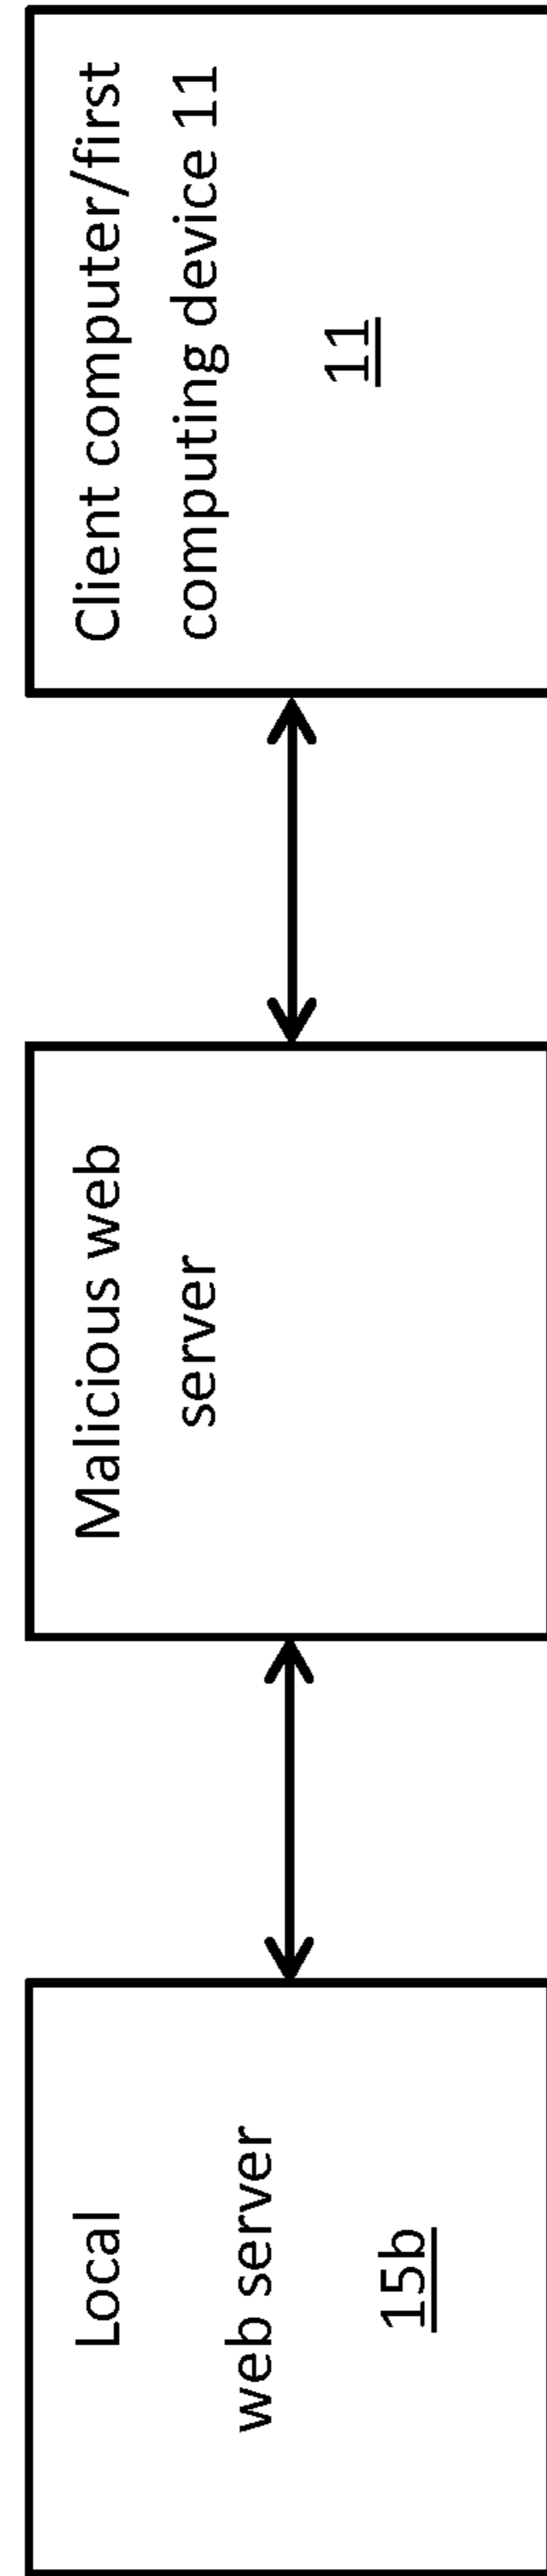 Local
web server
15b
Malicious web
server
Client computer/first
computing device 11
11